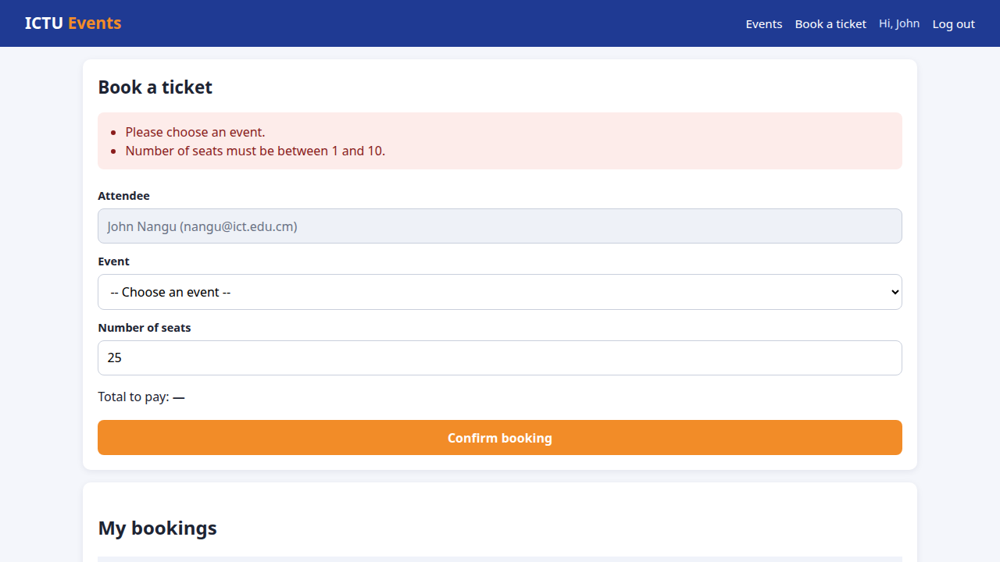 ICTU Events
Events Book a ticket Hi, John Log out
Book a ticket
Please choose an event.
Number of seats must be between 1 and 10.
Attendee
John Nangu (nangu@ict.edu.cm)
Event
-- Choose an event --
Number of seats
25
Total to pay: —
Confirm booking
My bookings